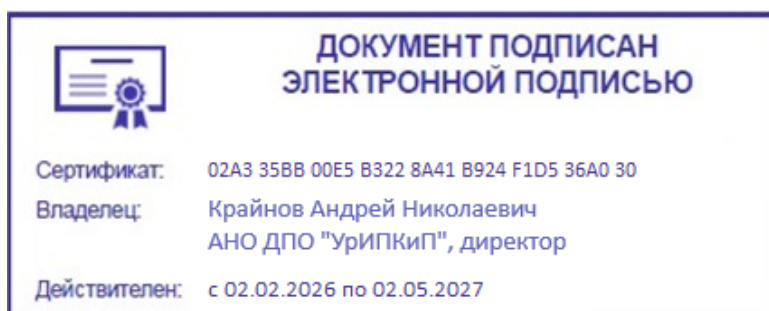 ДОКУМЕНТ ПОДПИСАН
ЭЛЕКТРОННОЙ ПОДПИСЬЮ
Сертификат: 02A3 35BB 00E5 B322 8A41 B924 F1D5 36A0 30
Владелец: Крайнов Андрей Николаевич
АНО ДПО "УрИПКиП", директор
Действителен: с 02.02.2026 по 02.05.2027